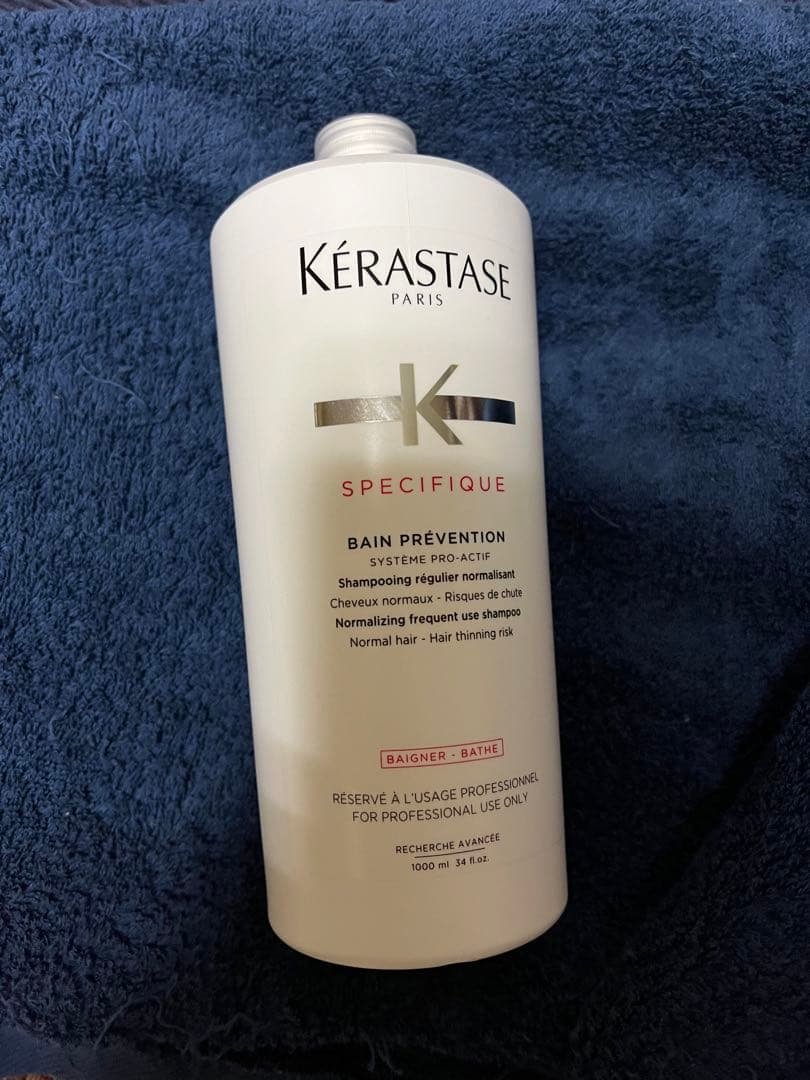 KÉRASTASE
PARIS
K
SPECIFIQUE
BAIN PRÉVENTION
SYSTÈME PRO-ACTIF
Shampooing régulier normalisant
Cheveux normaux - Risques de chute
Normalizing frequent use shampoo
Normal hair - Hair thinning risk
BAIGNER - BATHE
RÉSERVÉ À L'USAGE PROFESSIONNEL
FOR PROFESSIONAL USE ONLY
RECHERCHE AVANCÉE
1000 ml 34 fl.oz.